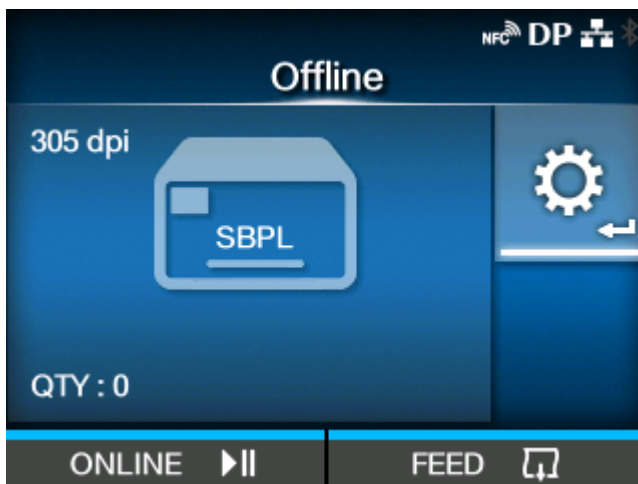 NFC DP
Offline
305 dpi
SBPL
QTY : 0
ONLINE FEED